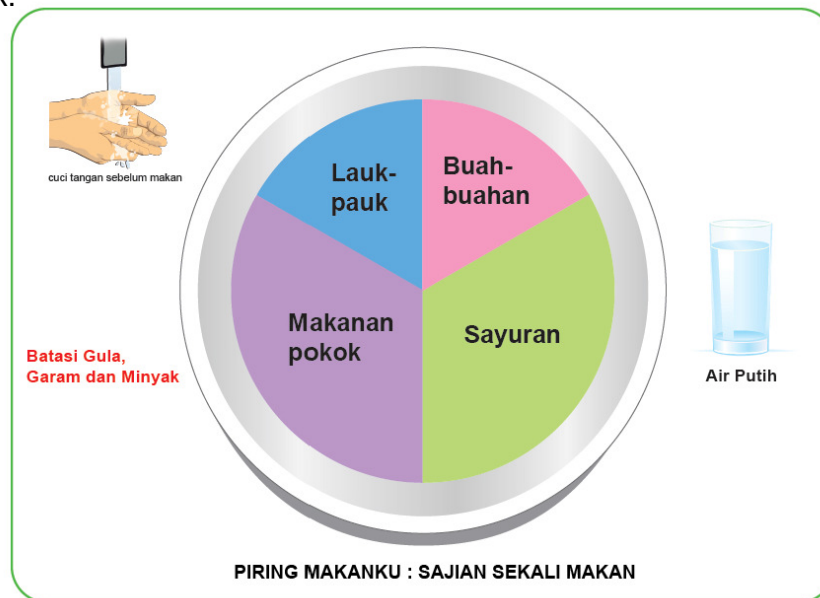 cuci tangan sebelum makan
Lauk-
pauk
Buah-
buahan
Makanan
pokok
Sayuran
Batasi Gula,
Garam dan Minyak
Air Putih
PIRING MAKANKU : SAJIAN SEKALI MAKAN